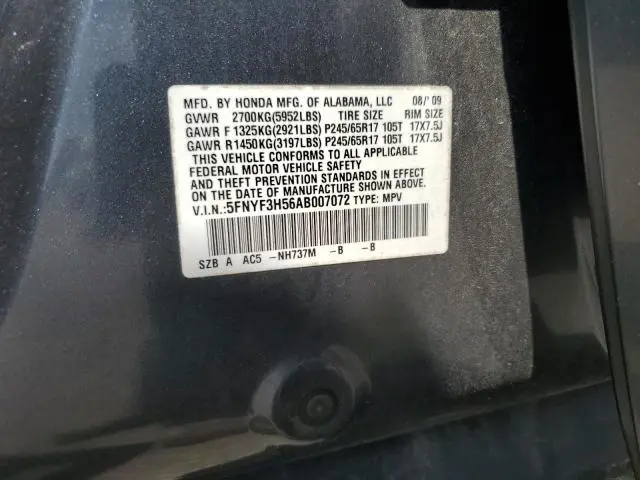 MFD. BY HONDA MFG. OF ALABAMA, LLC 08/'09
GVWR 2700KG(5952LBS) TIRE SIZE RIM SIZE
GAWR F 1325KG(2921LBS) P245/65R17 105T 17X7.5J
GAWR R1450KG(3197LBS) P245/65R17 105T 17X7.5J
THIS VEHICLE CONFORMS TO ALL APPLICABLE
FEDERAL MOTOR VEHICLE SAFETY
AND THEFT PREVENTION STANDARDS IN EFFECT
ON THE DATE OF MANUFACTURE SHOWN ABOVE.
V.I.N.:5FNYF3H56AB007072 TYPE: MPV
SZB A AC5 -NH737M -B -B